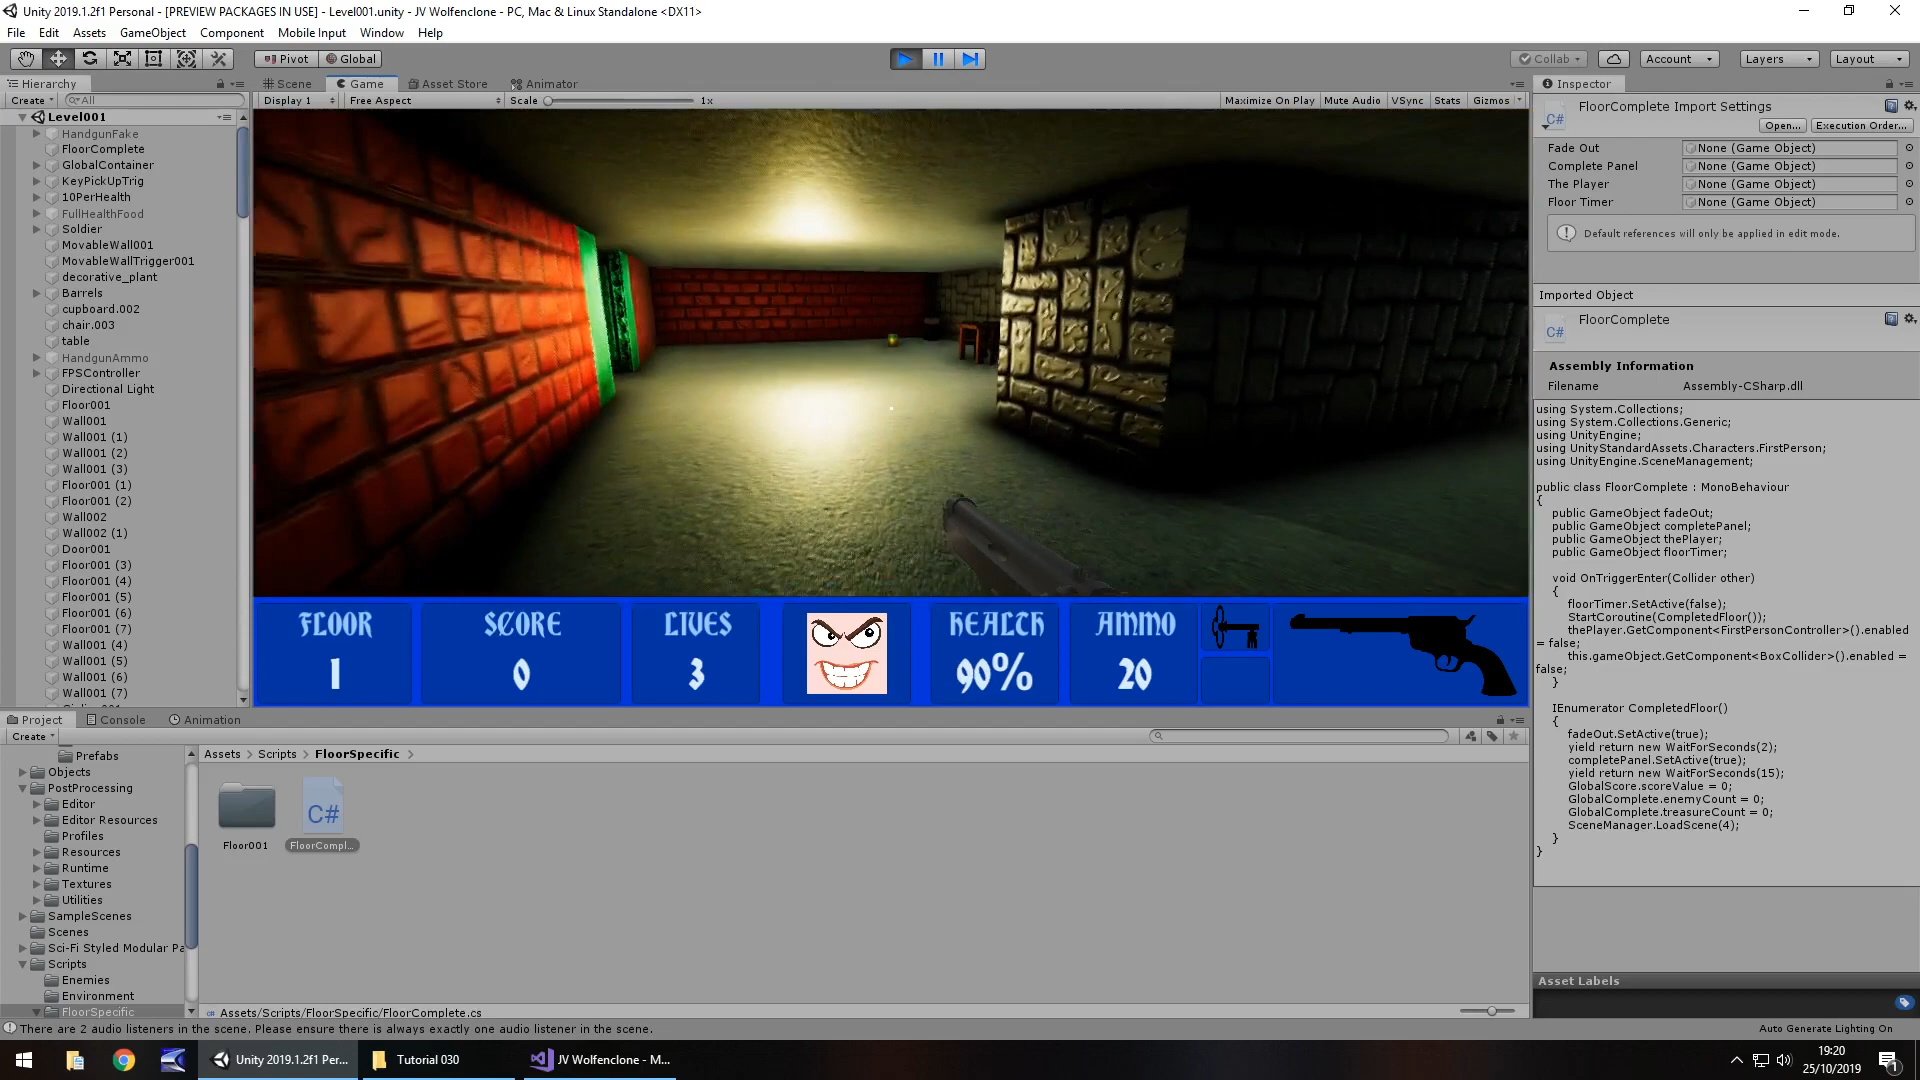 Unity 2019.1.2f1 Personal - [PREVIEW PACKAGES IN USE] - Level001.unity - JV Wolfenclone - PC, Mac & Linux Standalone <DX11>
File Edit Assets GameObject Component Mobile Input Window Help
Pivot Global Collab Account Layers Layout
Hierarchy Scene Game Asset Store Animator Inspector
Create All Display 1 Free Aspect Scale 1x Maximize On Play Mute Audio VSync Stats Gizmos
Level001
HandgunFake
FloorComplete
GlobalContainer
KeyPickUpTrig
10PerHealth
FullHealthFood
Soldier
MovableWall001
MovableWallTrigger001
decorative_plant
Barrels
cupboard.002
chair.003
table
HandgunAmmo
FPSController
Directional Light
Floor001
Wall001
Wall001 (1)
Wall001 (2)
Wall001 (3)
Floor001 (1)
Floor001 (2)
Wall002
Wall002 (1)
Door001
Floor001 (3)
Floor001 (4)
Floor001 (5)
Floor001 (6)
Floor001 (7)
Wall001 (4)
Wall001 (5)
Wall001 (6)
Wall001 (7)
FLOOR SCORE LIVES HEALTH AMMO
1 0 3 90% 20
FloorComplete Import Settings
Open... Execution Order...
Fade Out None (Game Object)
Complete Panel None (Game Object)
The Player None (Game Object)
Floor Timer None (Game Object)
Default references will only be applied in edit mode.
Imported Object
C# FloorComplete
Assembly Information
Filename Assembly-CSharp.dll
using System.Collections;
using System.Collections.Generic;
using UnityEngine;
using UnityStandardAssets.Characters.FirstPerson;
using UnityEngine.SceneManagement;
public class FloorComplete : MonoBehaviour
{
public GameObject fadeOut;
public GameObject completePanel;
public GameObject thePlayer;
public GameObject floorTimer;
void OnTriggerEnter(Collider other)
{
floorTimer.SetActive(false);
StartCoroutine(CompletedFloor());
thePlayer.GetComponent<FirstPersonController>().enabled
= false;
this.gameObject.GetComponent<BoxCollider>().enabled =
false;
}
IEnumerator CompletedFloor()
{
fadeOut.SetActive(true);
yield return new WaitForSeconds(2);
completePanel.SetActive(true);
yield return new WaitForSeconds(15);
GlobalScore.scoreValue = 0;
GlobalComplete.enemyCount = 0;
GlobalComplete.treasureCount = 0;
SceneManager.LoadScene(4);
}
}
Asset Labels
Project Console Animation
Create
Prefabs
Objects
PostProcessing
Editor
Editor Resources
Profiles
Resources
Runtime
Textures
Utilities
SampleScenes
Scenes
Sci-Fi Styled Modular Pa
Scripts
Enemies
Environment
FloorSpecific
Assets Scripts FloorSpecific
C#
Floor001 FloorCompl...
Assets/Scripts/FloorSpecific/FloorComplete.cs
There are 2 audio listeners in the scene. Please ensure there is always exactly one audio listener in the scene.
Auto Generate Lighting On
Unity 2019.1.2f1 Per... Tutorial 030 JV Wolfenclone - M...
19:20
25/10/2019
1